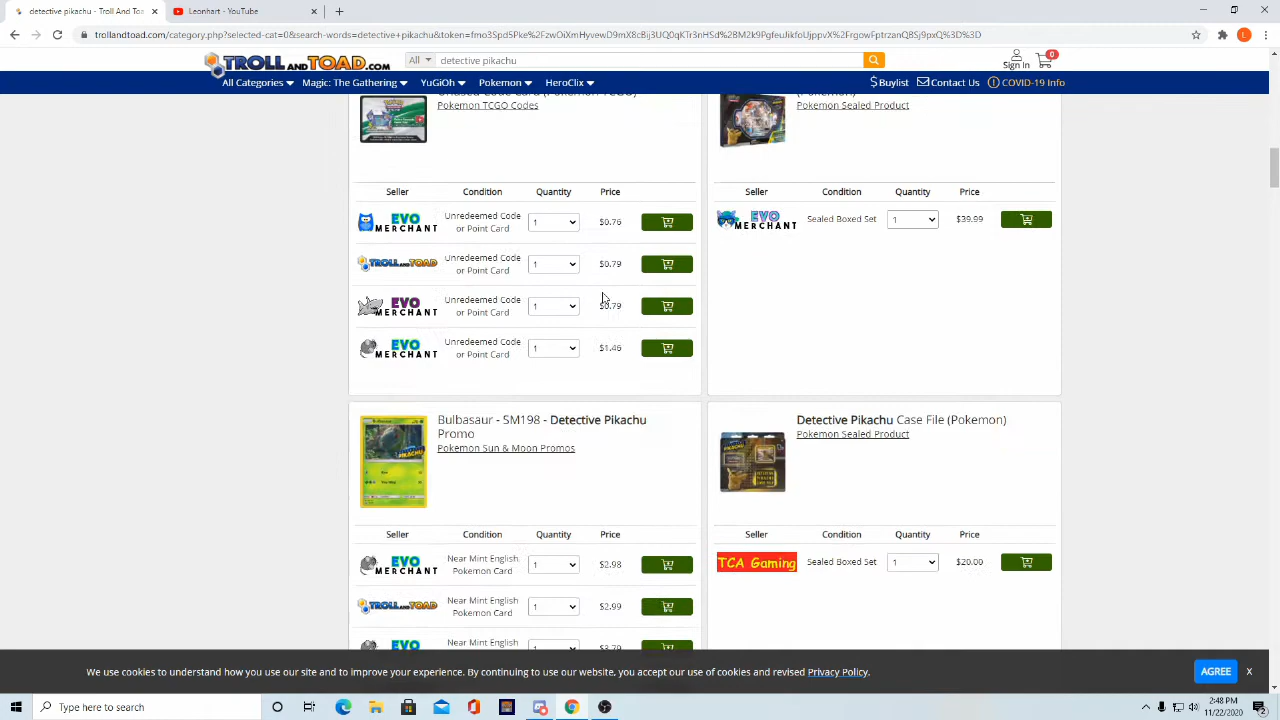 detective pikachu - Troll And Toa
Leonhart - YouTube
trollandtoad.com/category.php?selected-cat=0&search-words=detective+pikachu&token=
TROLL AND TOAD.COM
All
detective pikachu
Sign In
0
All Categories
Magic: The Gathering
YuGiOh
Pokemon
HeroClix
$Buylist
Contact Us
COVID-19 Info
Pokemon TCGO Codes
Seller Condition Quantity Price
EVO MERCHANT
Unredeemed Code or Point Card
1
$0.76
TROLL AND TOAD
Unredeemed Code or Point Card
1
$0.79
EVO MERCHANT
Unredeemed Code or Point Card
1
$0.79
EVO MERCHANT
Unredeemed Code or Point Card
1
$1.46
(Pokemon)
Pokemon Sealed Product
Seller Condition Quantity Price
EVO MERCHANT
Sealed Boxed Set
1
$39.99
Bulbasaur - SM198 - Detective Pikachu
Promo
Pokemon Sun & Moon Promos
Seller Condition Quantity Price
EVO MERCHANT
Near Mint English Pokemon Card
1
$2.98
TROLL AND TOAD
Near Mint English Pokemon Card
1
$2.99
EVO
Near Mint English
1
Detective Pikachu Case File (Pokemon)
Pokemon Sealed Product
Seller Condition Quantity Price
TCA Gaming
Sealed Boxed Set
1
$20.00
We use cookies to understand how you use our site and to improve your experience. By continuing to use our website, you accept our use of cookies and revised Privacy Policy.
AGREE
X
Type here to search
2:48 PM
11/22/2020
2